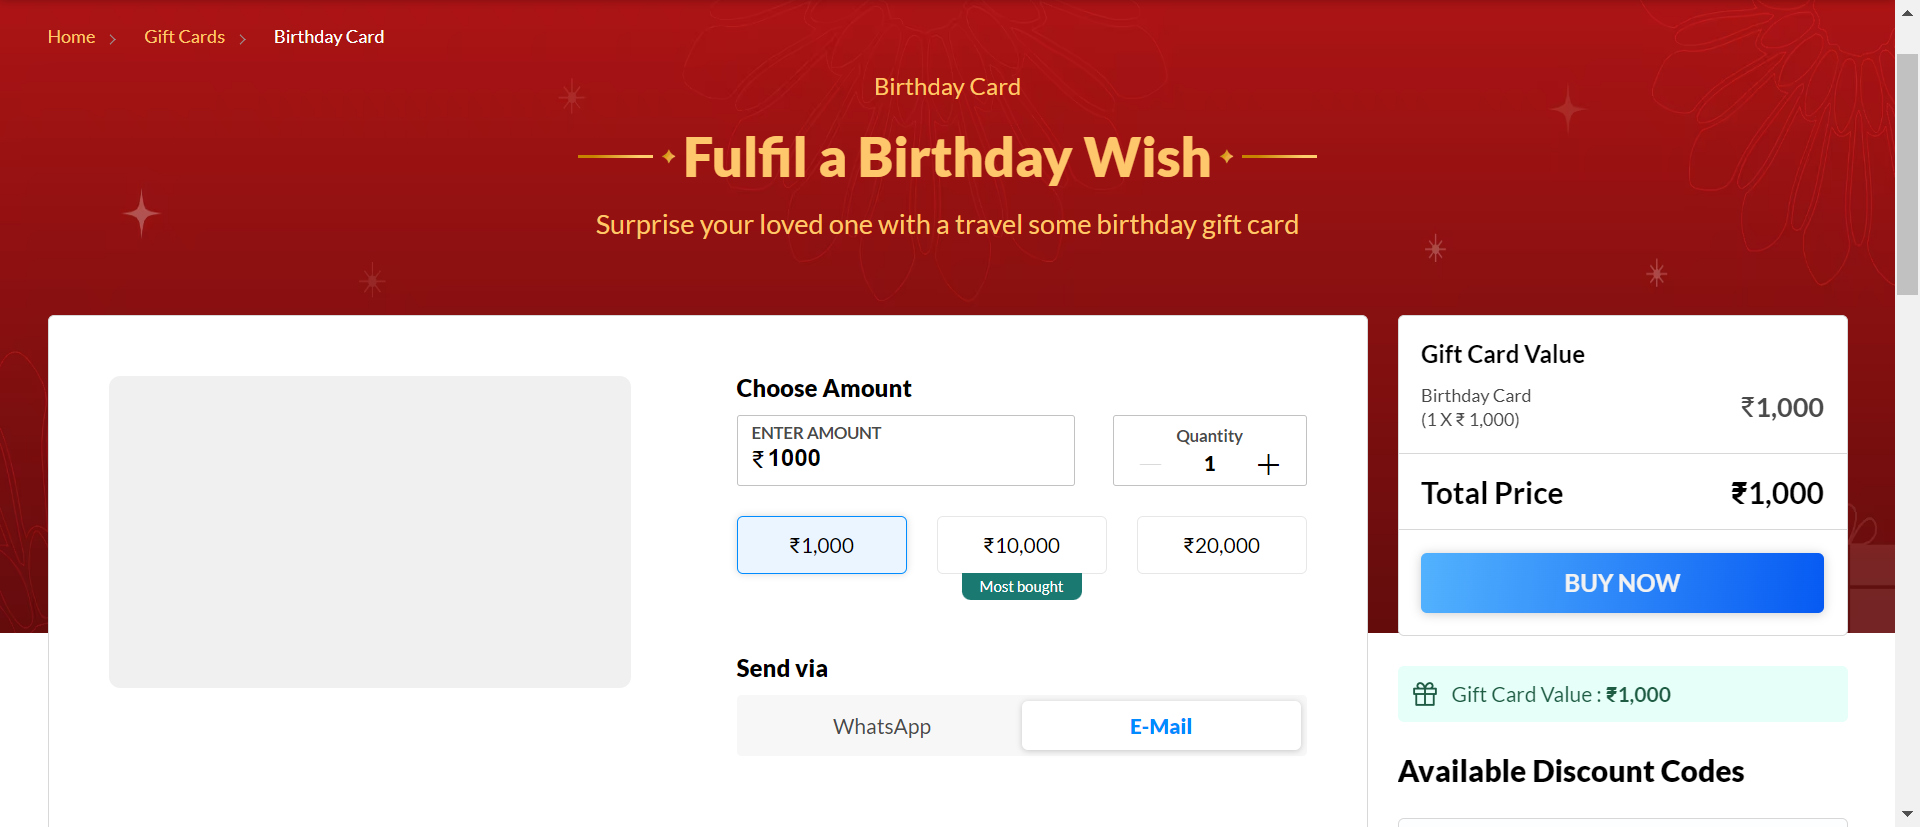 Home > Gift Cards > Birthday Card
Birthday Card
Fulfil a Birthday Wish
Surprise your loved one with a travel some birthday gift card
Choose Amount
ENTER AMOUNT
₹ 1000
Quantity
1
₹1,000
₹10,000
₹20,000
Most bought
Send via
WhatsApp
E-Mail
Gift Card Value
Birthday Card
(1 X ₹ 1,000)
₹1,000
Total Price
₹1,000
BUY NOW
Gift Card Value : ₹1,000
Available Discount Codes